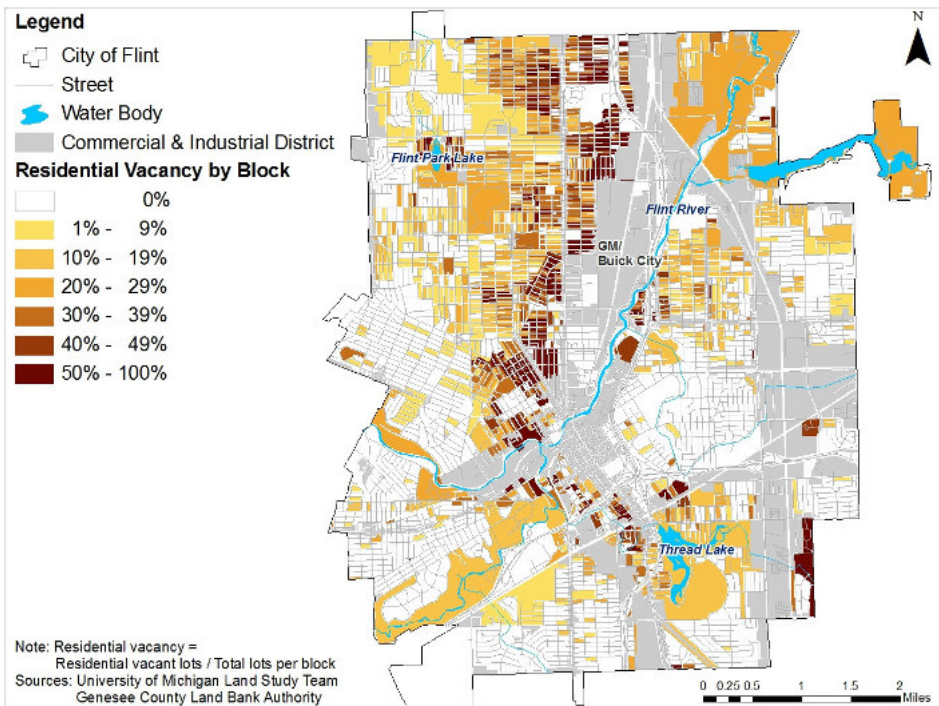 Legend
City of Flint
Street
Water Body
Commercial & Industrial District
Residential Vacancy by Block
0%
1% - 9%
10% - 19%
20% - 29%
30% - 39%
40% - 49%
50% - 100%
N
Flint Park Lake
Flint River
GM/
Buick City
Thread Lake
Note: Residential vacancy =
Residential vacant lots / Total lots per block
Sources: University of Michigan Land Study Team
Genesee County Land Bank Authority
0 0.25 0.5 1 1.5 2
Miles